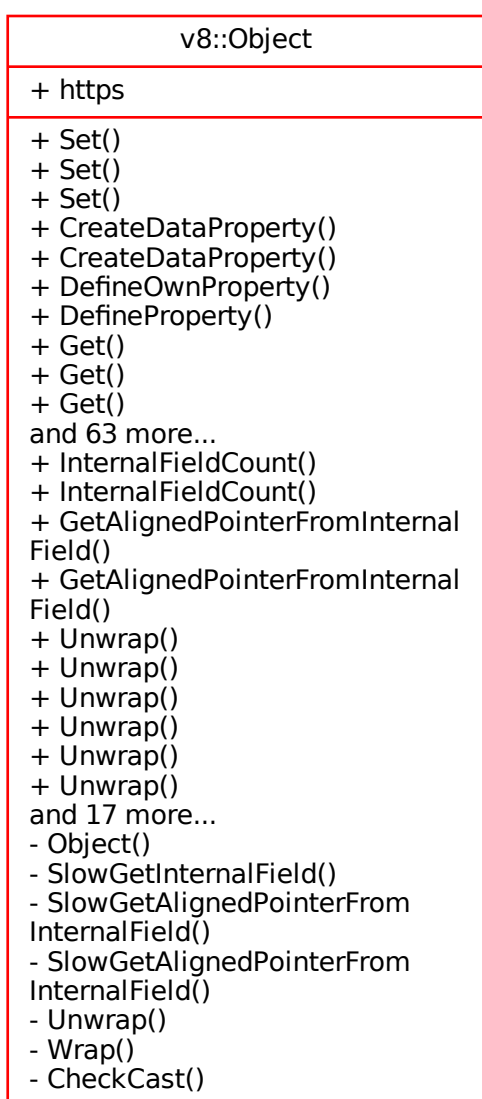 v8::Object
+ https
+ Set()
+ Set()
+ Set()
+ CreateDataProperty()
+ CreateDataProperty()
+ DefineOwnProperty()
+ DefineProperty()
+ Get()
+ Get()
+ Get()
and 63 more...
+ InternalFieldCount()
+ InternalFieldCount()
+ GetAlignedPointerFromInternal
Field()
+ GetAlignedPointerFromInternal
Field()
+ Unwrap()
+ Unwrap()
+ Unwrap()
+ Unwrap()
+ Unwrap()
+ Unwrap()
and 17 more...
- Object()
- SlowGetInternalField()
- SlowGetAlignedPointerFrom
InternalField()
- SlowGetAlignedPointerFrom
InternalField()
- Unwrap()
- Wrap()
- CheckCast()